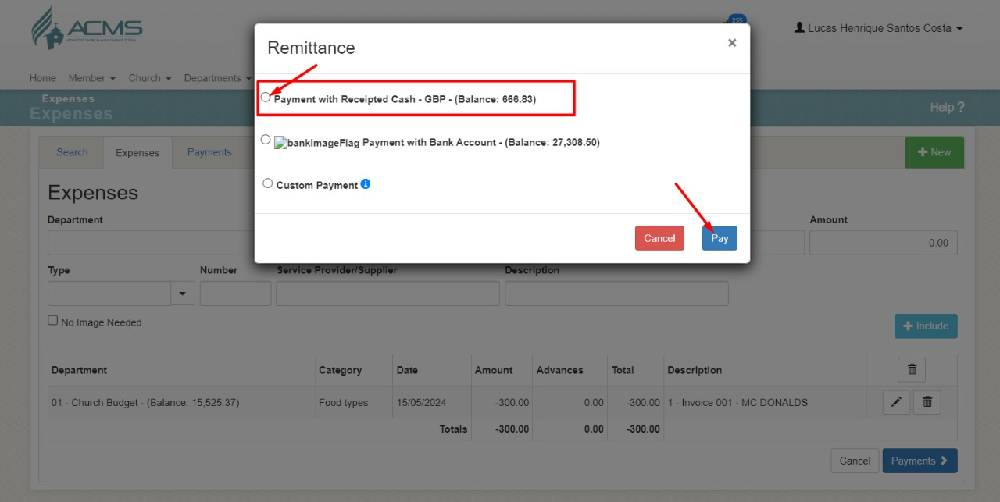 ACMS
ADVENTIST CHURCH MANAGEMENT SYSTEM
255
Lucas Henrique Santos Costa
Home Member Church Departments
Remittance ×
Payment with Receipted Cash - GBP - (Balance: 666.83)
bankImageFlag Payment with Bank Account - (Balance: 27,308.50)
Custom Payment
Cancel Pay
Expenses
Expenses
Help ?
Search Expenses Payments
New
Expenses
Department Amount
0.00
Type Number Service Provider/Supplier Description
No Image Needed
Include
Department Category Date Amount Advances Total Description
01 - Church Budget - (Balance: 15,525.37) Food types 15/05/2024 -300.00 0.00 -300.00 1 - Invoice 001 - MC DONALDS
Totals -300.00 0.00 -300.00
Cancel Payments